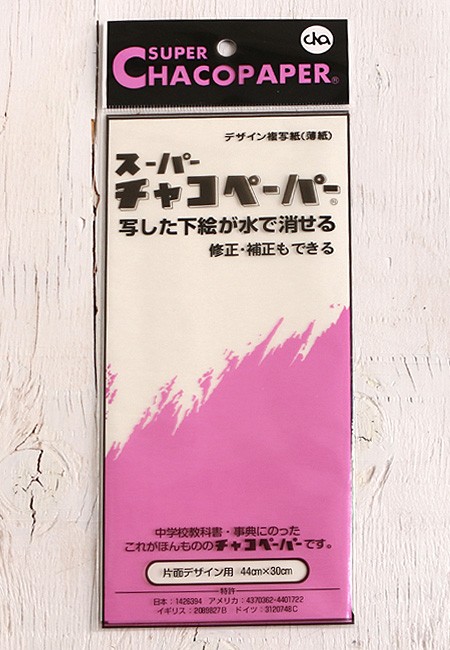 SUPER
CHACOPAPER®
cha
デザイン複写紙(薄紙)
スーパー
チャコペーパー®
写した下絵が水で消せる
修正・補正もできる
中学校教科書・事典にのった
これがほんもののチャコペーパーです。
片面デザイン用 44cm×30cm
特許
日本：1426394 アメリカ：4370362-4401722
イギリス：2089827B ドイツ：3120748C